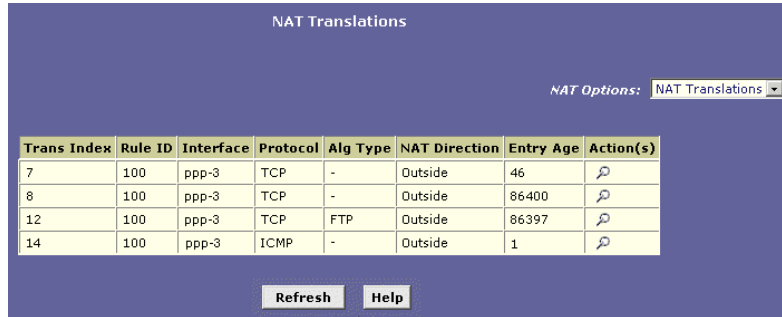 NAT Translations
NAT Options: NAT Translations
Trans Index Rule ID Interface Protocol Alg Type NAT Direction Entry Age Action(s)
7 100 ppp-3 TCP - Outside 46
8 100 ppp-3 TCP - Outside 86400
12 100 ppp-3 TCP FTP Outside 86397
14 100 ppp-3 ICMP - Outside 1
Refresh Help